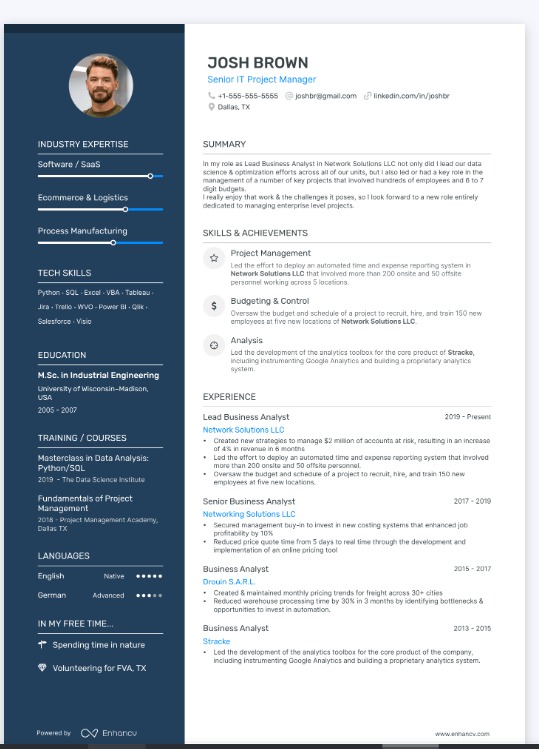 JOSH BROWN
Senior IT Project Manager
+1-555-555-5555 joshbr@gmail.com linkedin.com/in/joshbr
Dallas, TX
INDUSTRY EXPERTISE
Software / SaaS
Ecommerce & Logistics
Process Manufacturing
TECH SKILLS
Python · SQL · Excel · VBA · Tableau ·
Jira · Trello · WVO · Power BI · Qlik ·
Salesforce · Visio
EDUCATION
M.Sc. in Industrial Engineering
University of Wisconsin-Madison,
USA
2005 - 2007
TRAINING / COURSES
Masterclass in Data Analysis:
Python/SQL
2019 - The Data Science Institute
Fundamentals of Project
Management
2018 - Project Management Academy,
Dallas TX
LANGUAGES
English Native
German Advanced
IN MY FREE TIME...
Spending time in nature
Volunteering for FVA, TX
Powered by Enhancv
SUMMARY
In my role as Lead Business Analyst in Network Solutions LLC not only did I lead our data
science & optimization efforts across all of our units, but I also led or had a key role in the
management of a number of key projects that involved hundreds of employees and 6 to 7
digit budgets.
I really enjoy that work & the challenges it poses, so I look forward to a new role entirely
dedicated to managing enterprise level projects.
SKILLS & ACHIEVEMENTS
Project Management
Led the effort to deploy an automated time and expense reporting system in
Network Solutions LLC that involved more than 200 onsite and 50 offsite
personnel working across 5 locations.
$
Budgeting & Control
Oversaw the budget and schedule of a project to recruit, hire, and train 150 new
employees at five new locations of Network Solutions LLC.
Analysis
Led the development of the analytics toolbox for the core product of Stracke,
including instrumenting Google Analytics and building a proprietary analytics
system.
EXPERIENCE
Lead Business Analyst 2019 - Present
Network Solutions LLC
• Created new strategies to manage $2 million of accounts at risk, resulting in an increase
of 4% in revenue in 6 months
• Led the effort to deploy an automated time and expense reporting system that involved
more than 200 onsite and 50 offsite personnel.
• Oversaw the budget and schedule of a project to recruit, hire, and train 150 new
employees at five new locations.
Senior Business Analyst 2017 - 2019
Networking Solutions LLC
• Secured management buy-in to invest in new costing systems that enhanced job
profitability by 10%
• Reduced price quote time from 5 days to real time through the development and
implementation of an online pricing tool
Business Analyst 2015 - 2017
Drouin S.A.R.L.
• Created & maintained monthly pricing trends for freight across 30+ cities
• Reduced warehouse processing time by 30% in 3 months by identifying bottlenecks &
opportunities to invest in automation.
Business Analyst 2013 - 2015
Stracke
• Led the development of the analytics toolbox for the core product of the company,
including instrumenting Google Analytics and building a proprietary analytics system.
www.enhancv.com